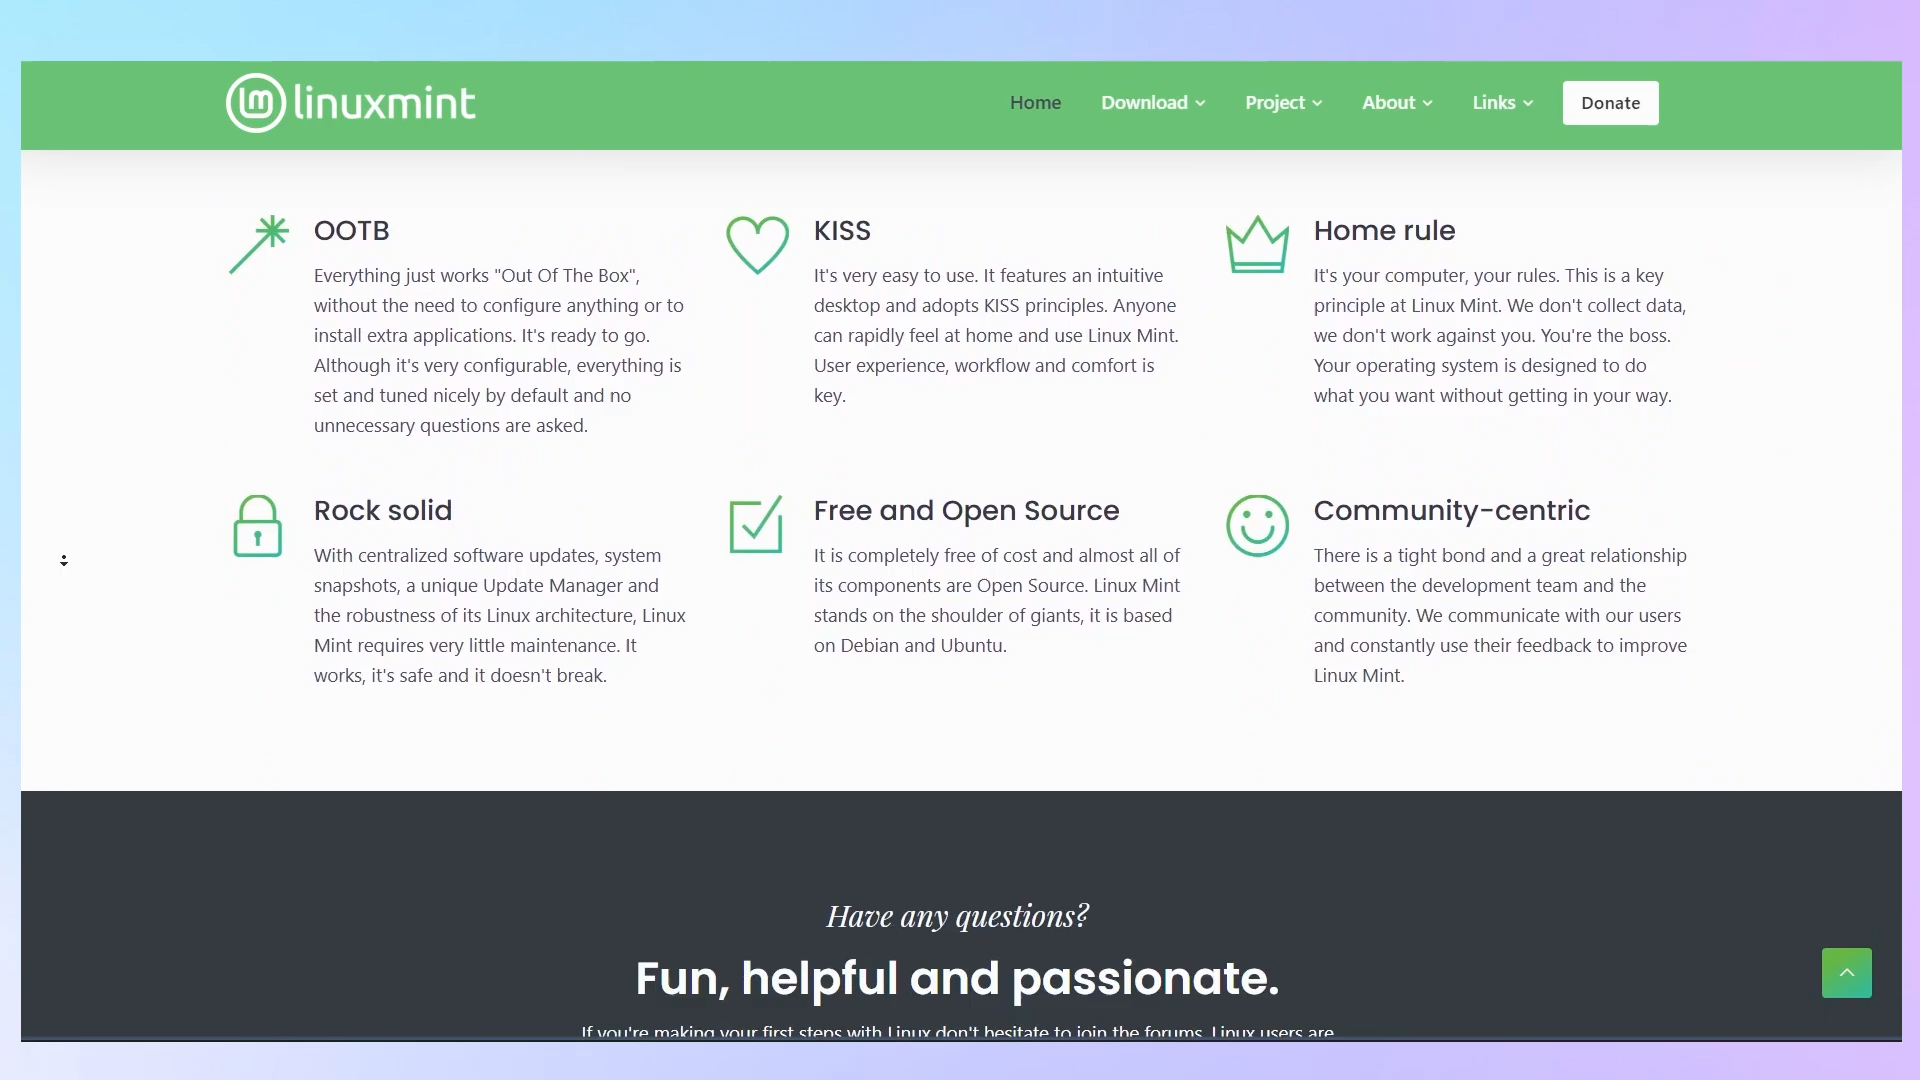 linuxmint
Home Download Project About Links Donate
OOTB
Everything just works "Out Of The Box",
without the need to configure anything or to
install extra applications. It's ready to go.
Although it's very configurable, everything is
set and tuned nicely by default and no
unnecessary questions are asked.
KISS
It's very easy to use. It features an intuitive
desktop and adopts KISS principles. Anyone
can rapidly feel at home and use Linux Mint.
User experience, workflow and comfort is
key.
Home rule
It's your computer, your rules. This is a key
principle at Linux Mint. We don't collect data,
we don't work against you. You're the boss.
Your operating system is designed to do
what you want without getting in your way.
Rock solid
With centralized software updates, system
snapshots, a unique Update Manager and
the robustness of its Linux architecture, Linux
Mint requires very little maintenance. It
works, it's safe and it doesn't break.
Free and Open Source
It is completely free of cost and almost all of
its components are Open Source. Linux Mint
stands on the shoulder of giants, it is based
on Debian and Ubuntu.
Community-centric
There is a tight bond and a great relationship
between the development team and the
community. We communicate with our users
and constantly use their feedback to improve
Linux Mint.
Have any questions?
Fun, helpful and passionate.
If you're making your first steps with Linux don't hesitate to join the forums. Linux users are